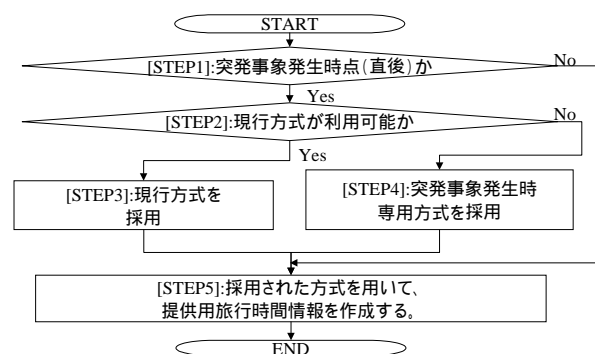 START
[STEP1]:突発事象発生時点(直後)か
No
Yes
[STEP2]:現行方式が利用可能か
No
Yes
[STEP3]:現行方式を
採用
[STEP4]:突発事象発生時
専用方式を採用
[STEP5]:採用された方式を用いて、
提供用旅行時間情報を作成する。
END